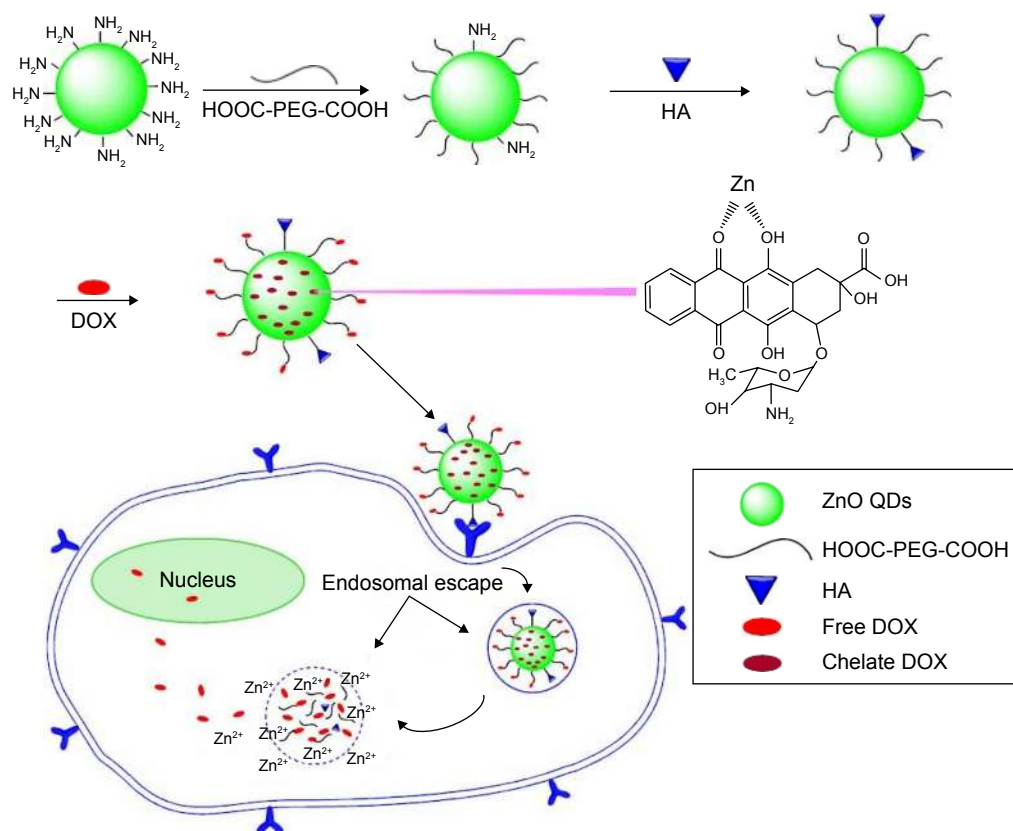 NH₂
NH₂
NH₂
NH₂
NH₂
NH₂
NH₂
H₂N
H₂N
H₂N
H₂N
H₂N
HOOC-PEG-COOH
NH₂
NH₂
HA
DOX
Zn
O
OH
O
OH
OH
O
OH
O
H₃C
O
OH
NH₂
ZnO QDs
HOOC-PEG-COOH
HA
Free DOX
Chelate DOX
Nucleus
Endosomal escape
Zn²⁺
Zn²⁺
Zn²⁺
Zn²⁺
Zn²⁺
Zn²⁺
Zn²⁺
Zn²⁺
Zn²⁺